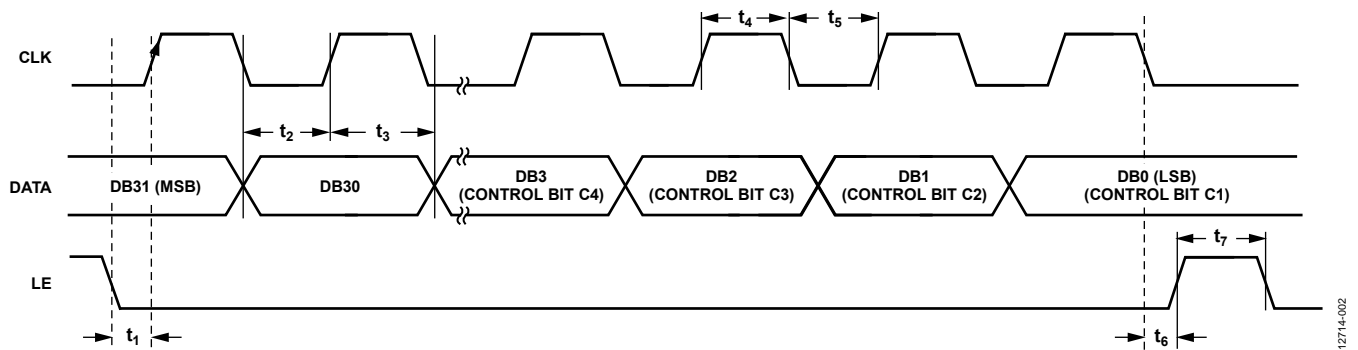 t4
t5
CLK
t2
t3
DATA
DB31 (MSB)
DB30
DB3
(CONTROL BIT C4)
DB2
(CONTROL BIT C3)
DB1
(CONTROL BIT C2)
DB0 (LSB)
(CONTROL BIT C1)
t7
LE
t1
t6
12714-002